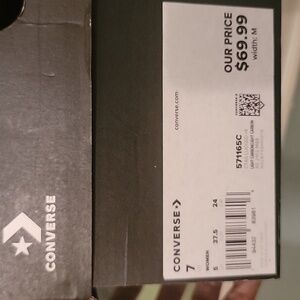 CONVERSE
CONVERSE
7
WOMEN
5 37.5 24
converse.com
571165C
OUR PRICE
$69.99
width: M